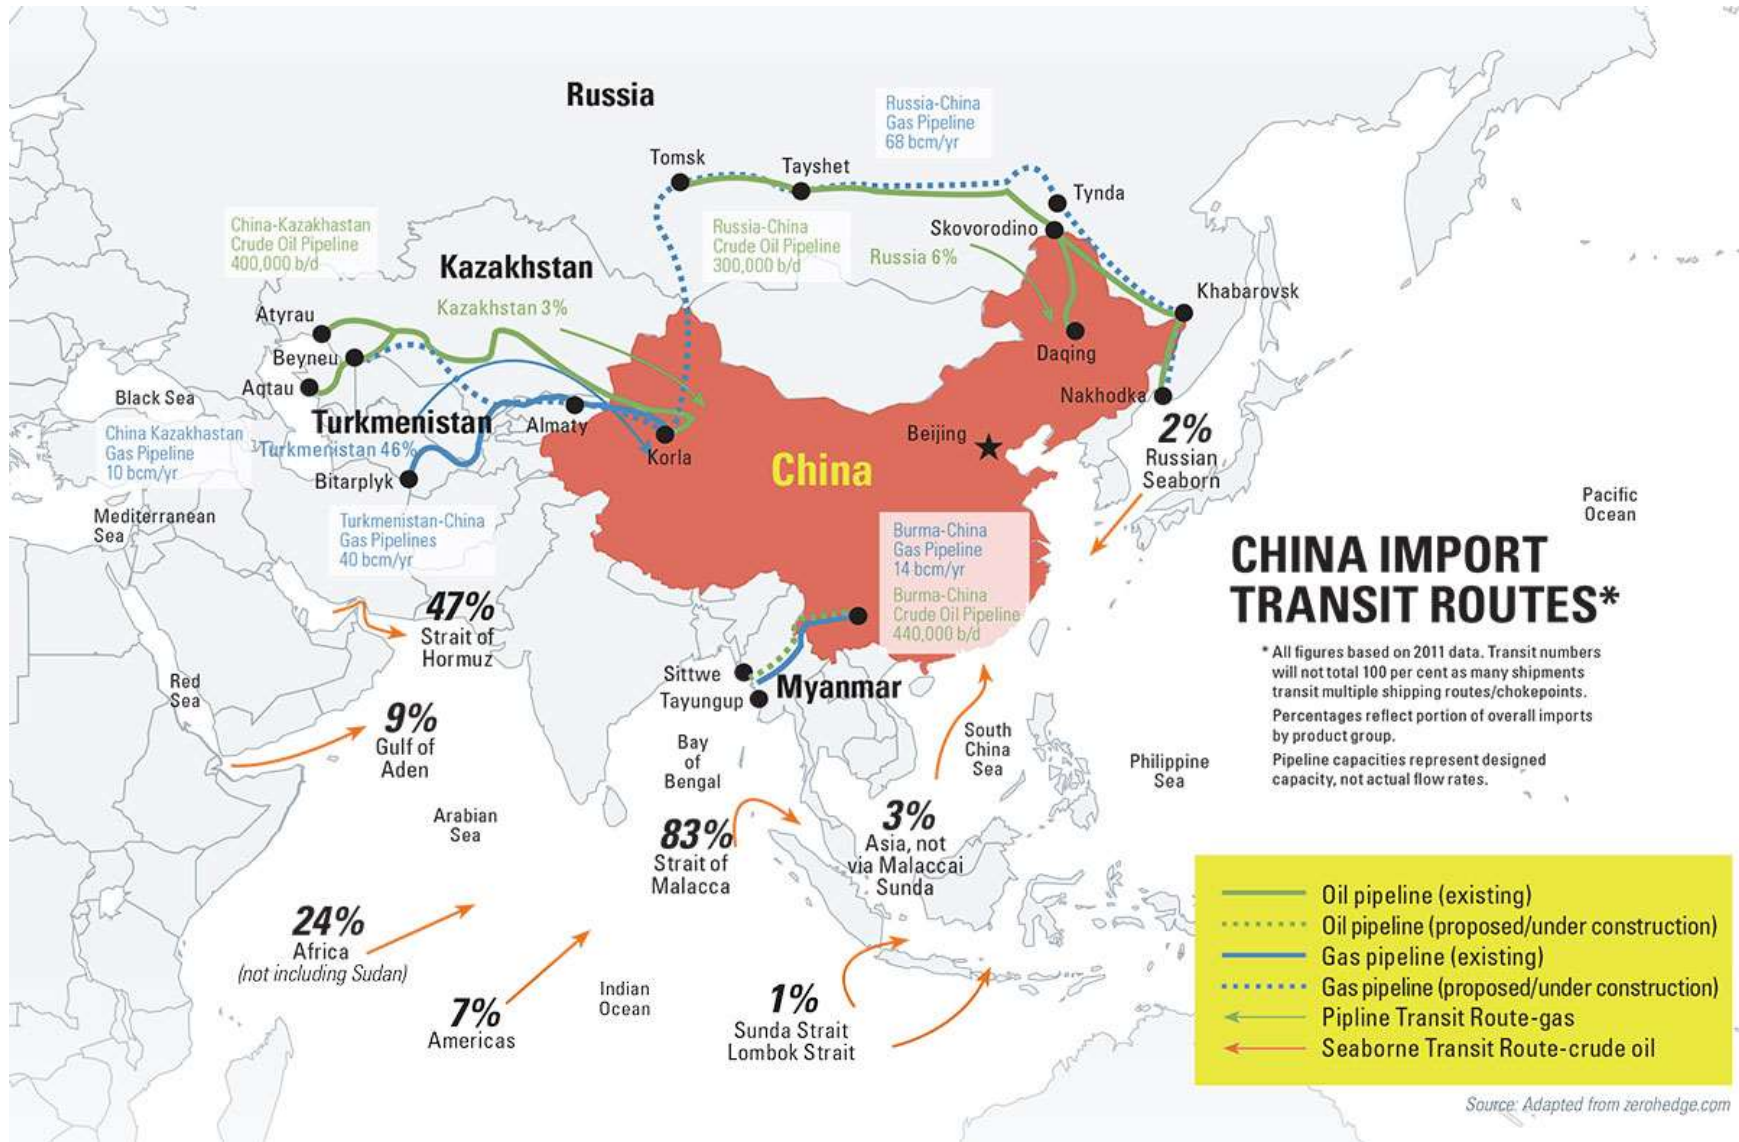 Russia
Russia-China
Gas Pipeline
68 bcm/yr
Tomsk
Tayshet
Tynda
China-Kazakhastan
Crude Oil Pipeline
400,000 b/d
Russia-China
Crude Oil Pipeline
300,000 b/d
Skovorodino
Russia 6%
Kazakhstan
Kazakhstan 3%
Khabarovsk
Atyrau
Beyneu
Aqtau
Daqing
Nakhodka
Black Sea
Turkmenistan
Almaty
Beijing
2%
Russian
Seaborn
China Kazakhastan
Gas Pipeline
10 bcm/yr
Turkmenistan 46%
Korla
China
Bitarplyk
Mediterranean
Sea
Turkmenistan-China
Gas Pipelines
40 bcm/yr
Burma-China
Gas Pipeline
14 bcm/yr
Burma-China
Crude Oil Pipeline
440,000 b/d
Pacific
Ocean
CHINA IMPORT
TRANSIT ROUTES*
* All figures based on 2011 data. Transit numbers
will not total 100 per cent as many shipments
transit multiple shipping routes/chokepoints.
Percentages reflect portion of overall imports
by product group.
Pipeline capacities represent designed
capacity, not actual flow rates.
47%
Strait of
Hormuz
Red
Sea
Sittwe
Tayungup
Myanmar
9%
Gulf of
Aden
Bay
of
Bengal
South
China
Sea
Philippine
Sea
Arabian
Sea
83%
Strait of
Malacca
3%
Asia, not
via Malaccai
Sunda
24%
Africa
(not including Sudan)
7%
Americas
Indian
Ocean
1%
Sunda Strait
Lombok Strait
Oil pipeline (existing)
Oil pipeline (proposed/under construction)
Gas pipeline (existing)
Gas pipeline (proposed/under construction)
Pipline Transit Route-gas
Seaborne Transit Route-crude oil
Source: Adapted from zerohedge.com